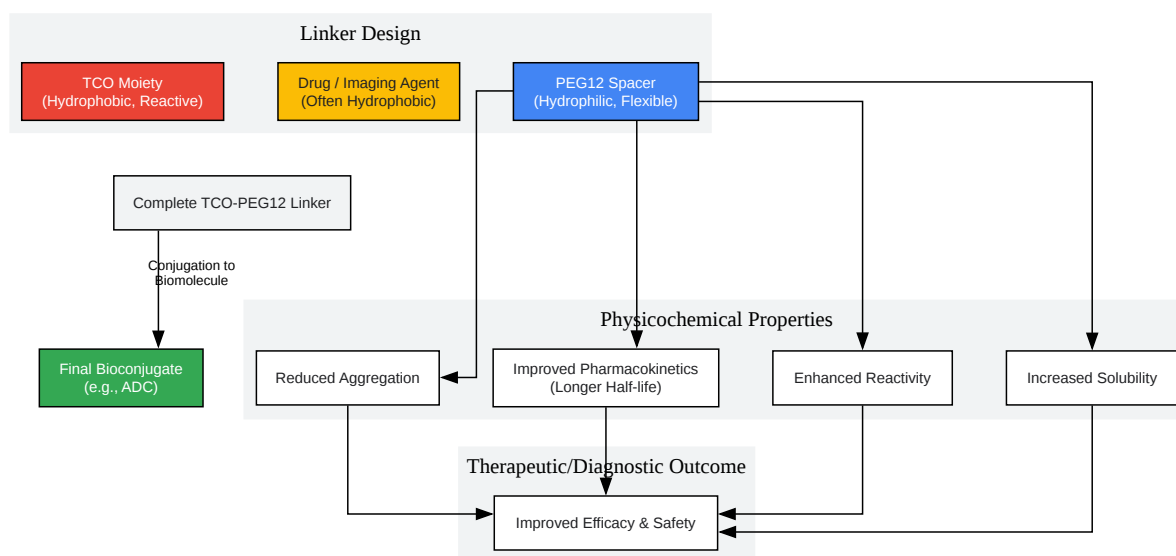 Linker Design
TCO Moiety
(Hydrophobic, Reactive)
Drug / Imaging Agent
(Often Hydrophobic)
PEG12 Spacer
(Hydrophilic, Flexible)
Complete TCO-PEG12 Linker
Conjugation to
Biomolecule
Physicochemical Properties
Final Bioconjugate
(e.g., ADC)
Reduced Aggregation
Improved Pharmacokinetics
(Longer Half-life)
Enhanced Reactivity
Increased Solubility
Therapeutic/Diagnostic Outcome
Improved Efficacy & Safety